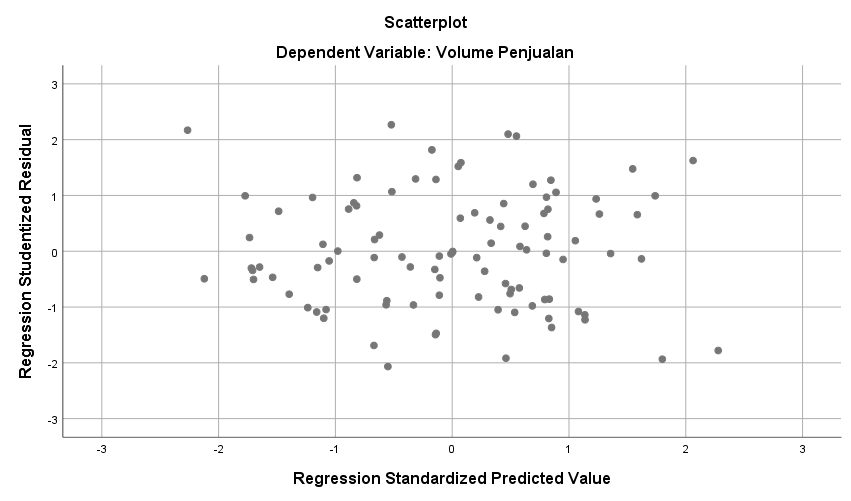 Scatterplot
Dependent Variable: Volume Penjualan
Regression Studentized Residual
3
2
1
0
-1
-2
-3
-3 -2 -1 0 1 2 3
Regression Standardized Predicted Value